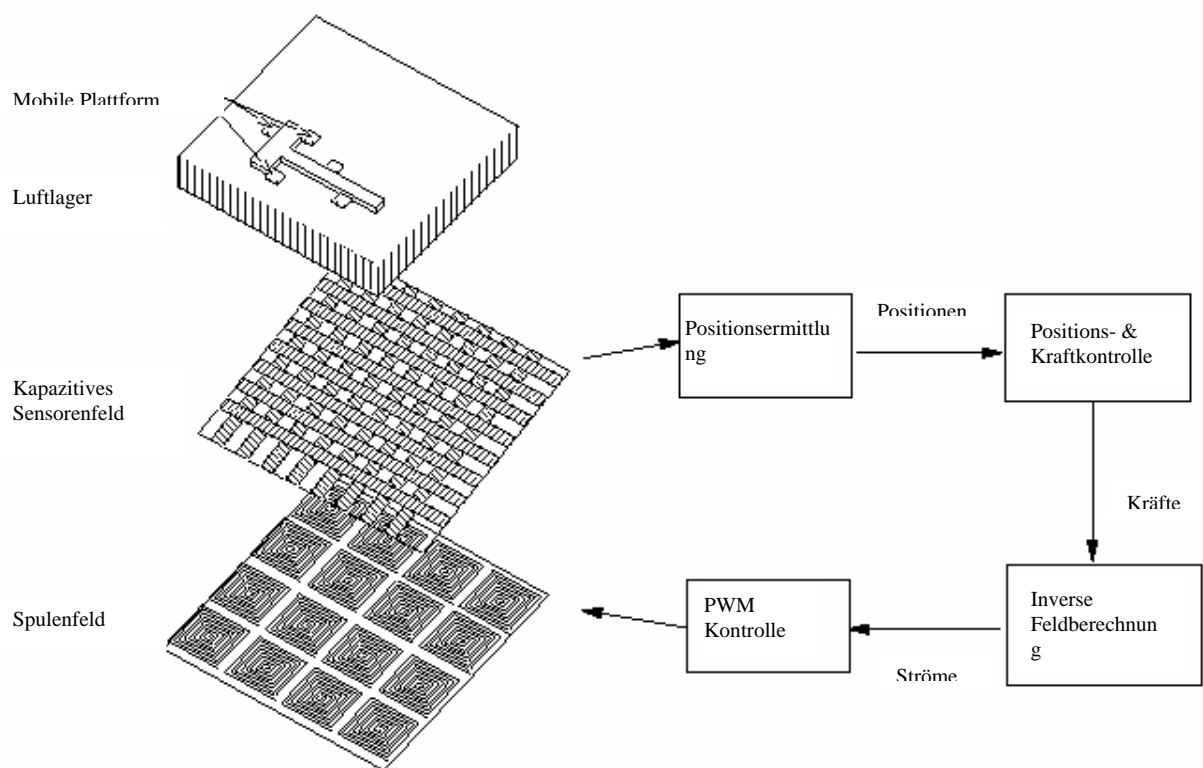 Mobile Plattform
Luftlager
Kapazitives
Sensorenfeld
Spulenfeld
Positionsermittlu
ng
Positionen
Positions- &
Kraftkontrolle
Kräfte
Inverse
Feldberechnun
g
Ströme
PWM
Kontrolle